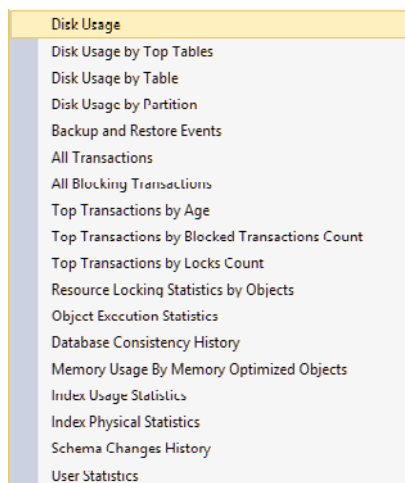 Disk Usage
Disk Usage by Top Tables
Disk Usage by Table
Disk Usage by Partition
Backup and Restore Events
All Transactions
All Blocking Transactions
Top Transactions by Age
Top Transactions by Blocked Transactions Count
Top Transactions by Locks Count
Resource Locking Statistics by Objects
Object Execution Statistics
Database Consistency History
Memory Usage By Memory Optimized Objects
Index Usage Statistics
Index Physical Statistics
Schema Changes History
User Statistics